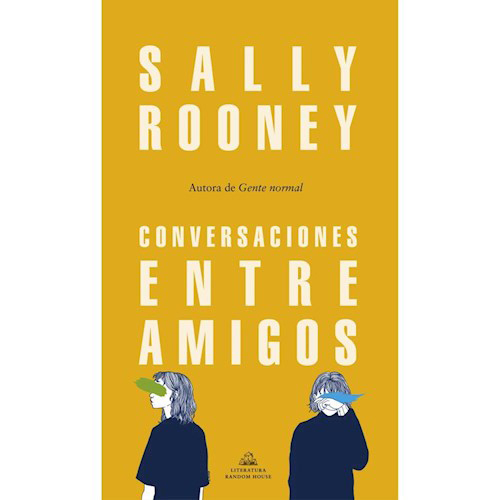 SALLY
ROONEY
Autora de Gente normal
CONVERSACIONES
ENTRE
AMIGOS
LITERATURA
RANDOM HOUSE